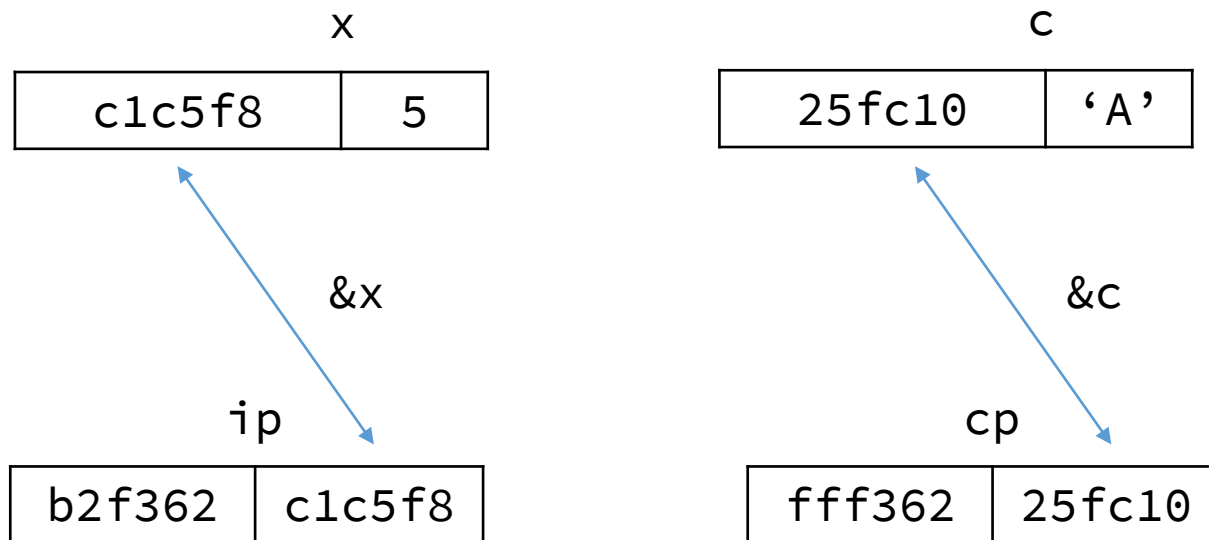 x
c1c5f8 5
&x
ip
b2f362 c1c5f8
c
25fc10 ‘A’
&c
cp
fff362 25fc10